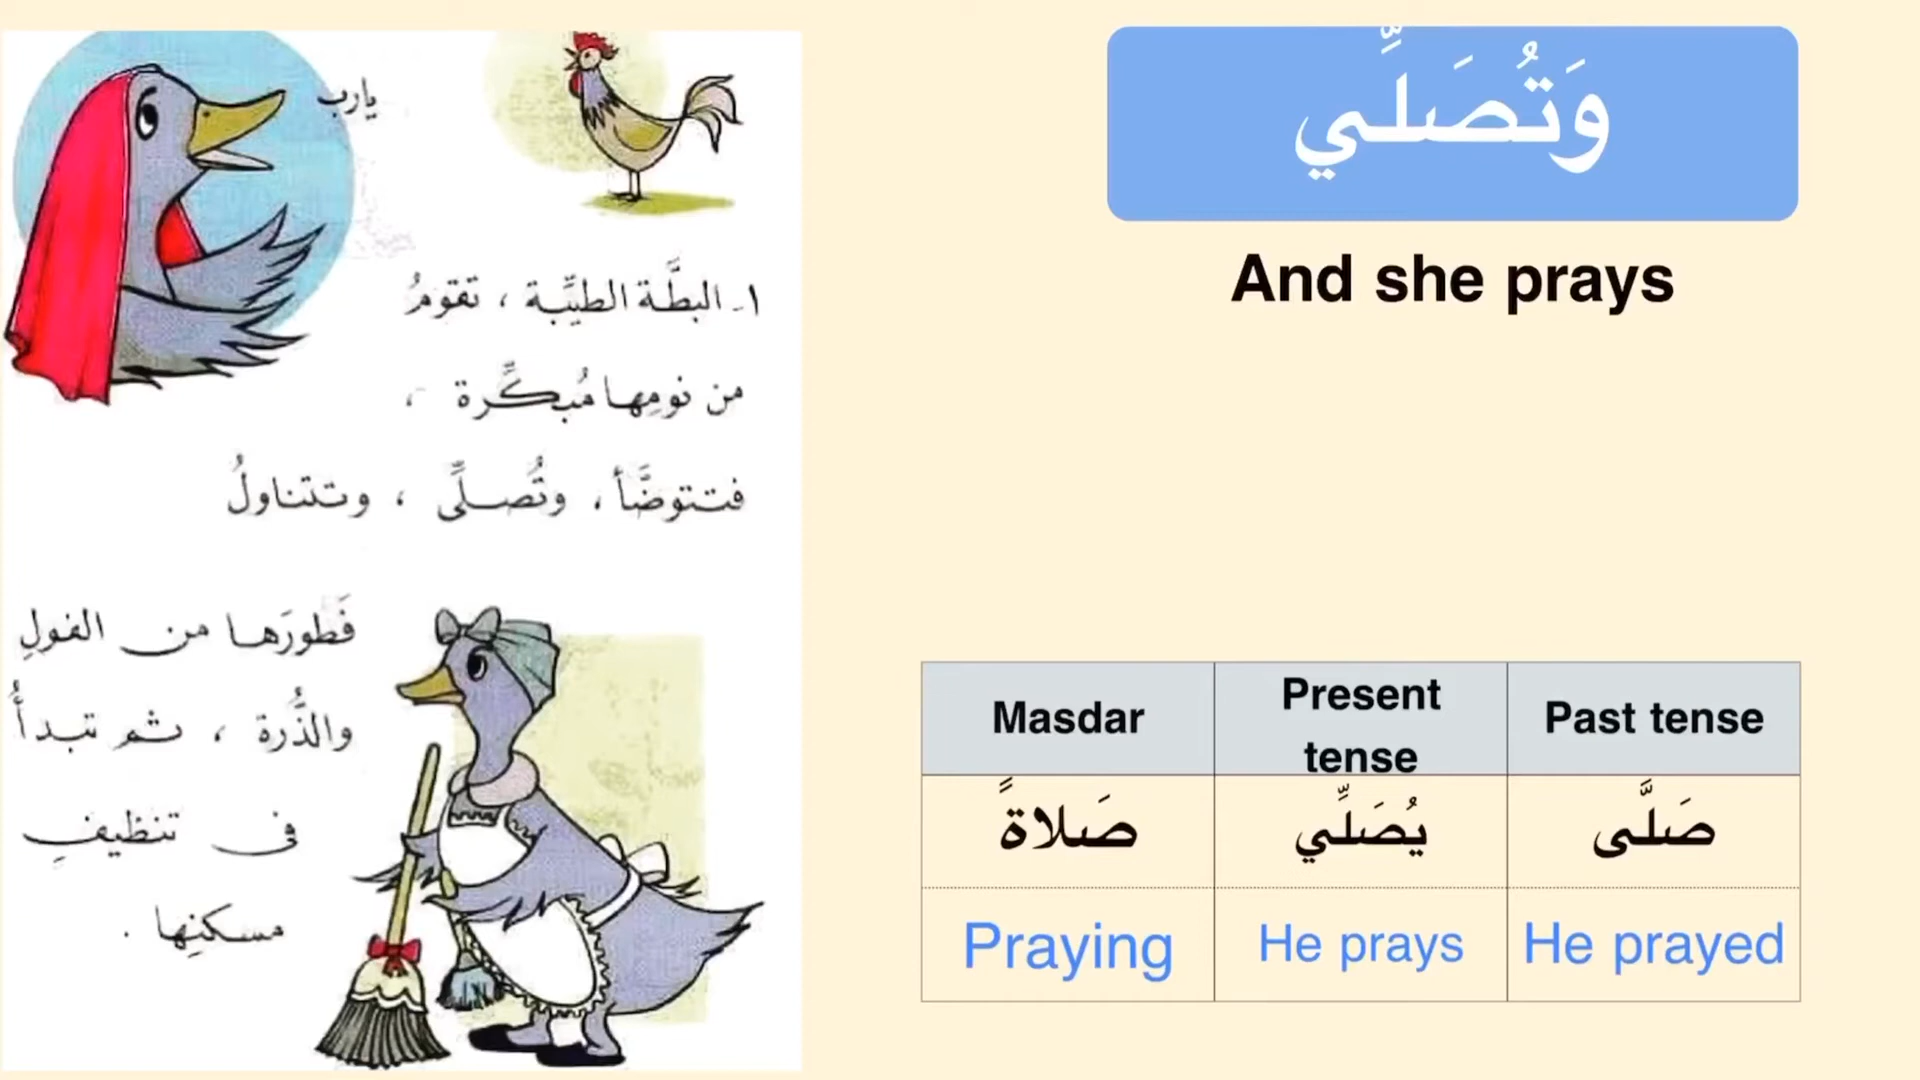 يارب
١ـ البطَّة الطيِّبة ، تقومُ
من نومِها مُبكِّرة ،
فتتوضَّأ ، وتُصلِّى ، وتتناولُ
فَطورَها من الفولِ
والذُّرة ، ثم تبدأُ
فى تنظيفِ
مسكنِها .
وَتُصَلِّي
And she prays
Masdar Present tense Past tense
صَلاةً يُصَلِّي صَلَّى
Praying He prays He prayed